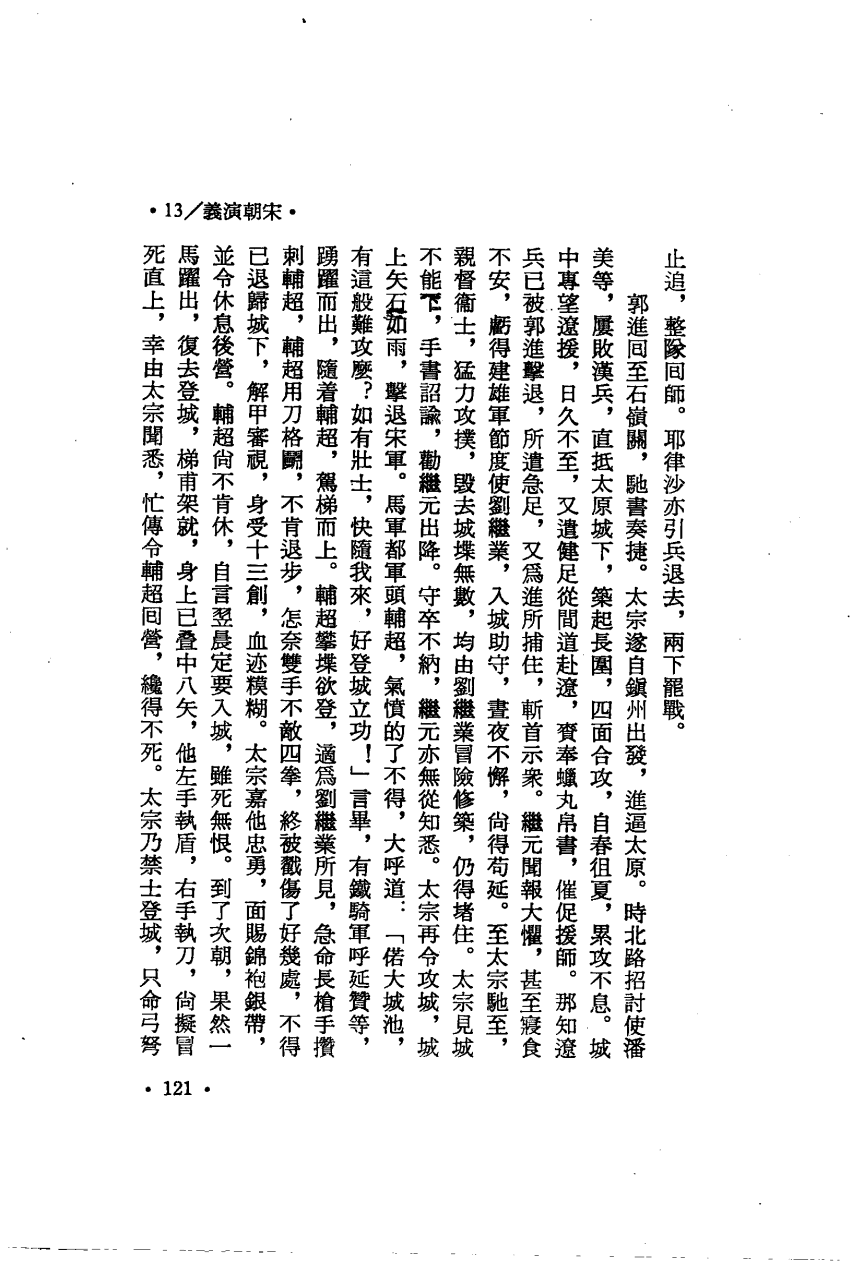 •13／義演朝宋•
止追，整隊囘師。耶律沙亦引兵退去，兩下罷戰。
郭進囘至石嶺關，馳書奏捷。太宗遂自鎭州出發，進逼太原。時北路招討使潘
美等，屢敗漢兵，直抵太原城下，築起長圍，四面合攻，自春徂夏，累攻不息。城
中專望遼援，日久不至，又遣健足從間道赴遼，賫奉蠟丸帛書，催促援師。那知遼
兵已被郭進擊退，所遣急足，又爲進所捕住，斬首示衆。繼元聞報大懼，甚至寢食
不安，虧得建雄軍節度使劉繼業，入城助守，晝夜不懈，尙得苟延。至太宗馳至，
親督衞士，猛力攻撲，毀去城堞無數，均由劉繼業冒險修築，仍得堵住。太宗見城
不能下，手書詔諭，勸繼元出降。守卒不納，繼元亦無從知悉。太宗再令攻城，城
上矢石如雨，擊退宋軍。馬軍都軍頭輔超，氣憤的了不得，大呼道：「偌大城池，
有這般難攻麼？如有壯士，快隨我來，好登城立功！」言畢，有鐵騎軍呼延贊等，
踴躍而出，隨着輔超，駕梯而上。輔超攀堞欲登，適爲劉繼業所見，急命長槍手攢
刺輔超，輔超用刀格鬭，不肯退步，怎奈雙手不敵四拳，終被戳傷了好幾處，不得
已退歸城下，解甲審視，身受十三創，血迹糢糊。太宗嘉他忠勇，面賜錦袍銀帶，
並令休息後營。輔超尙不肯休，自言翌晨定要入城，雖死無恨。到了次朝，果然一
馬躍出，復去登城，梯甫架就，身上已叠中八矢，他左手執盾，右手執刀，尙擬冒
死直上，幸由太宗聞悉，忙傳令輔超囘營，纔得不死。太宗乃禁士登城，只命弓弩
•121•